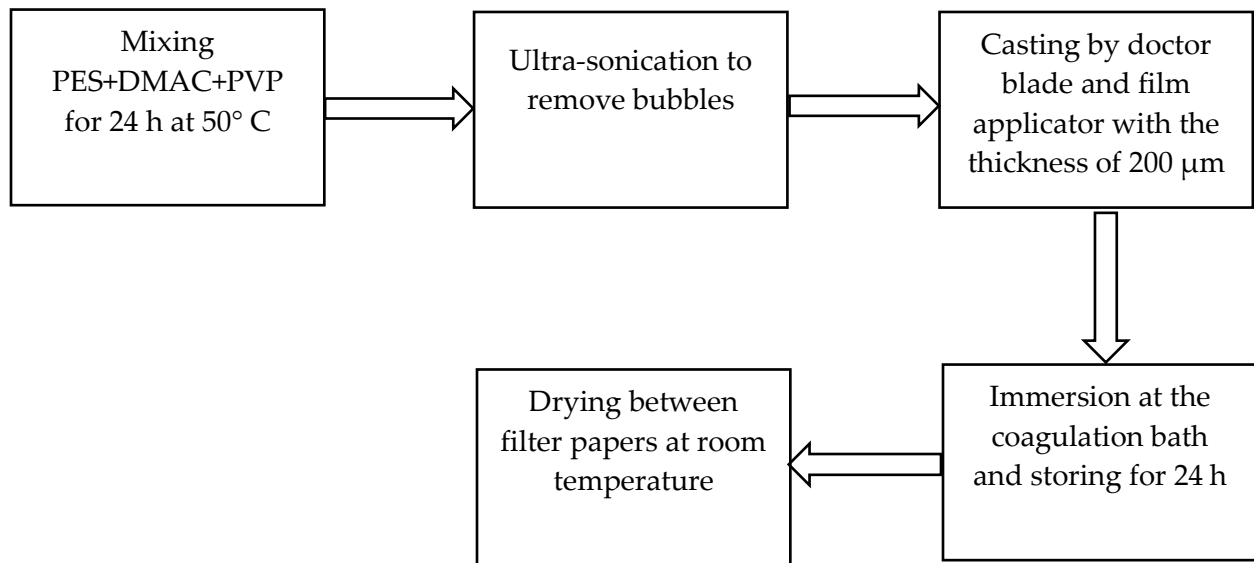 Mixing
PES+DMAC+PVP
for 24 h at 50° C
Ultra-sonication to
remove bubbles
Casting by doctor
blade and film
applicator with the
thickness of 200 µm
Immersion at the
coagulation bath
and storing for 24 h
Drying between
filter papers at room
temperature